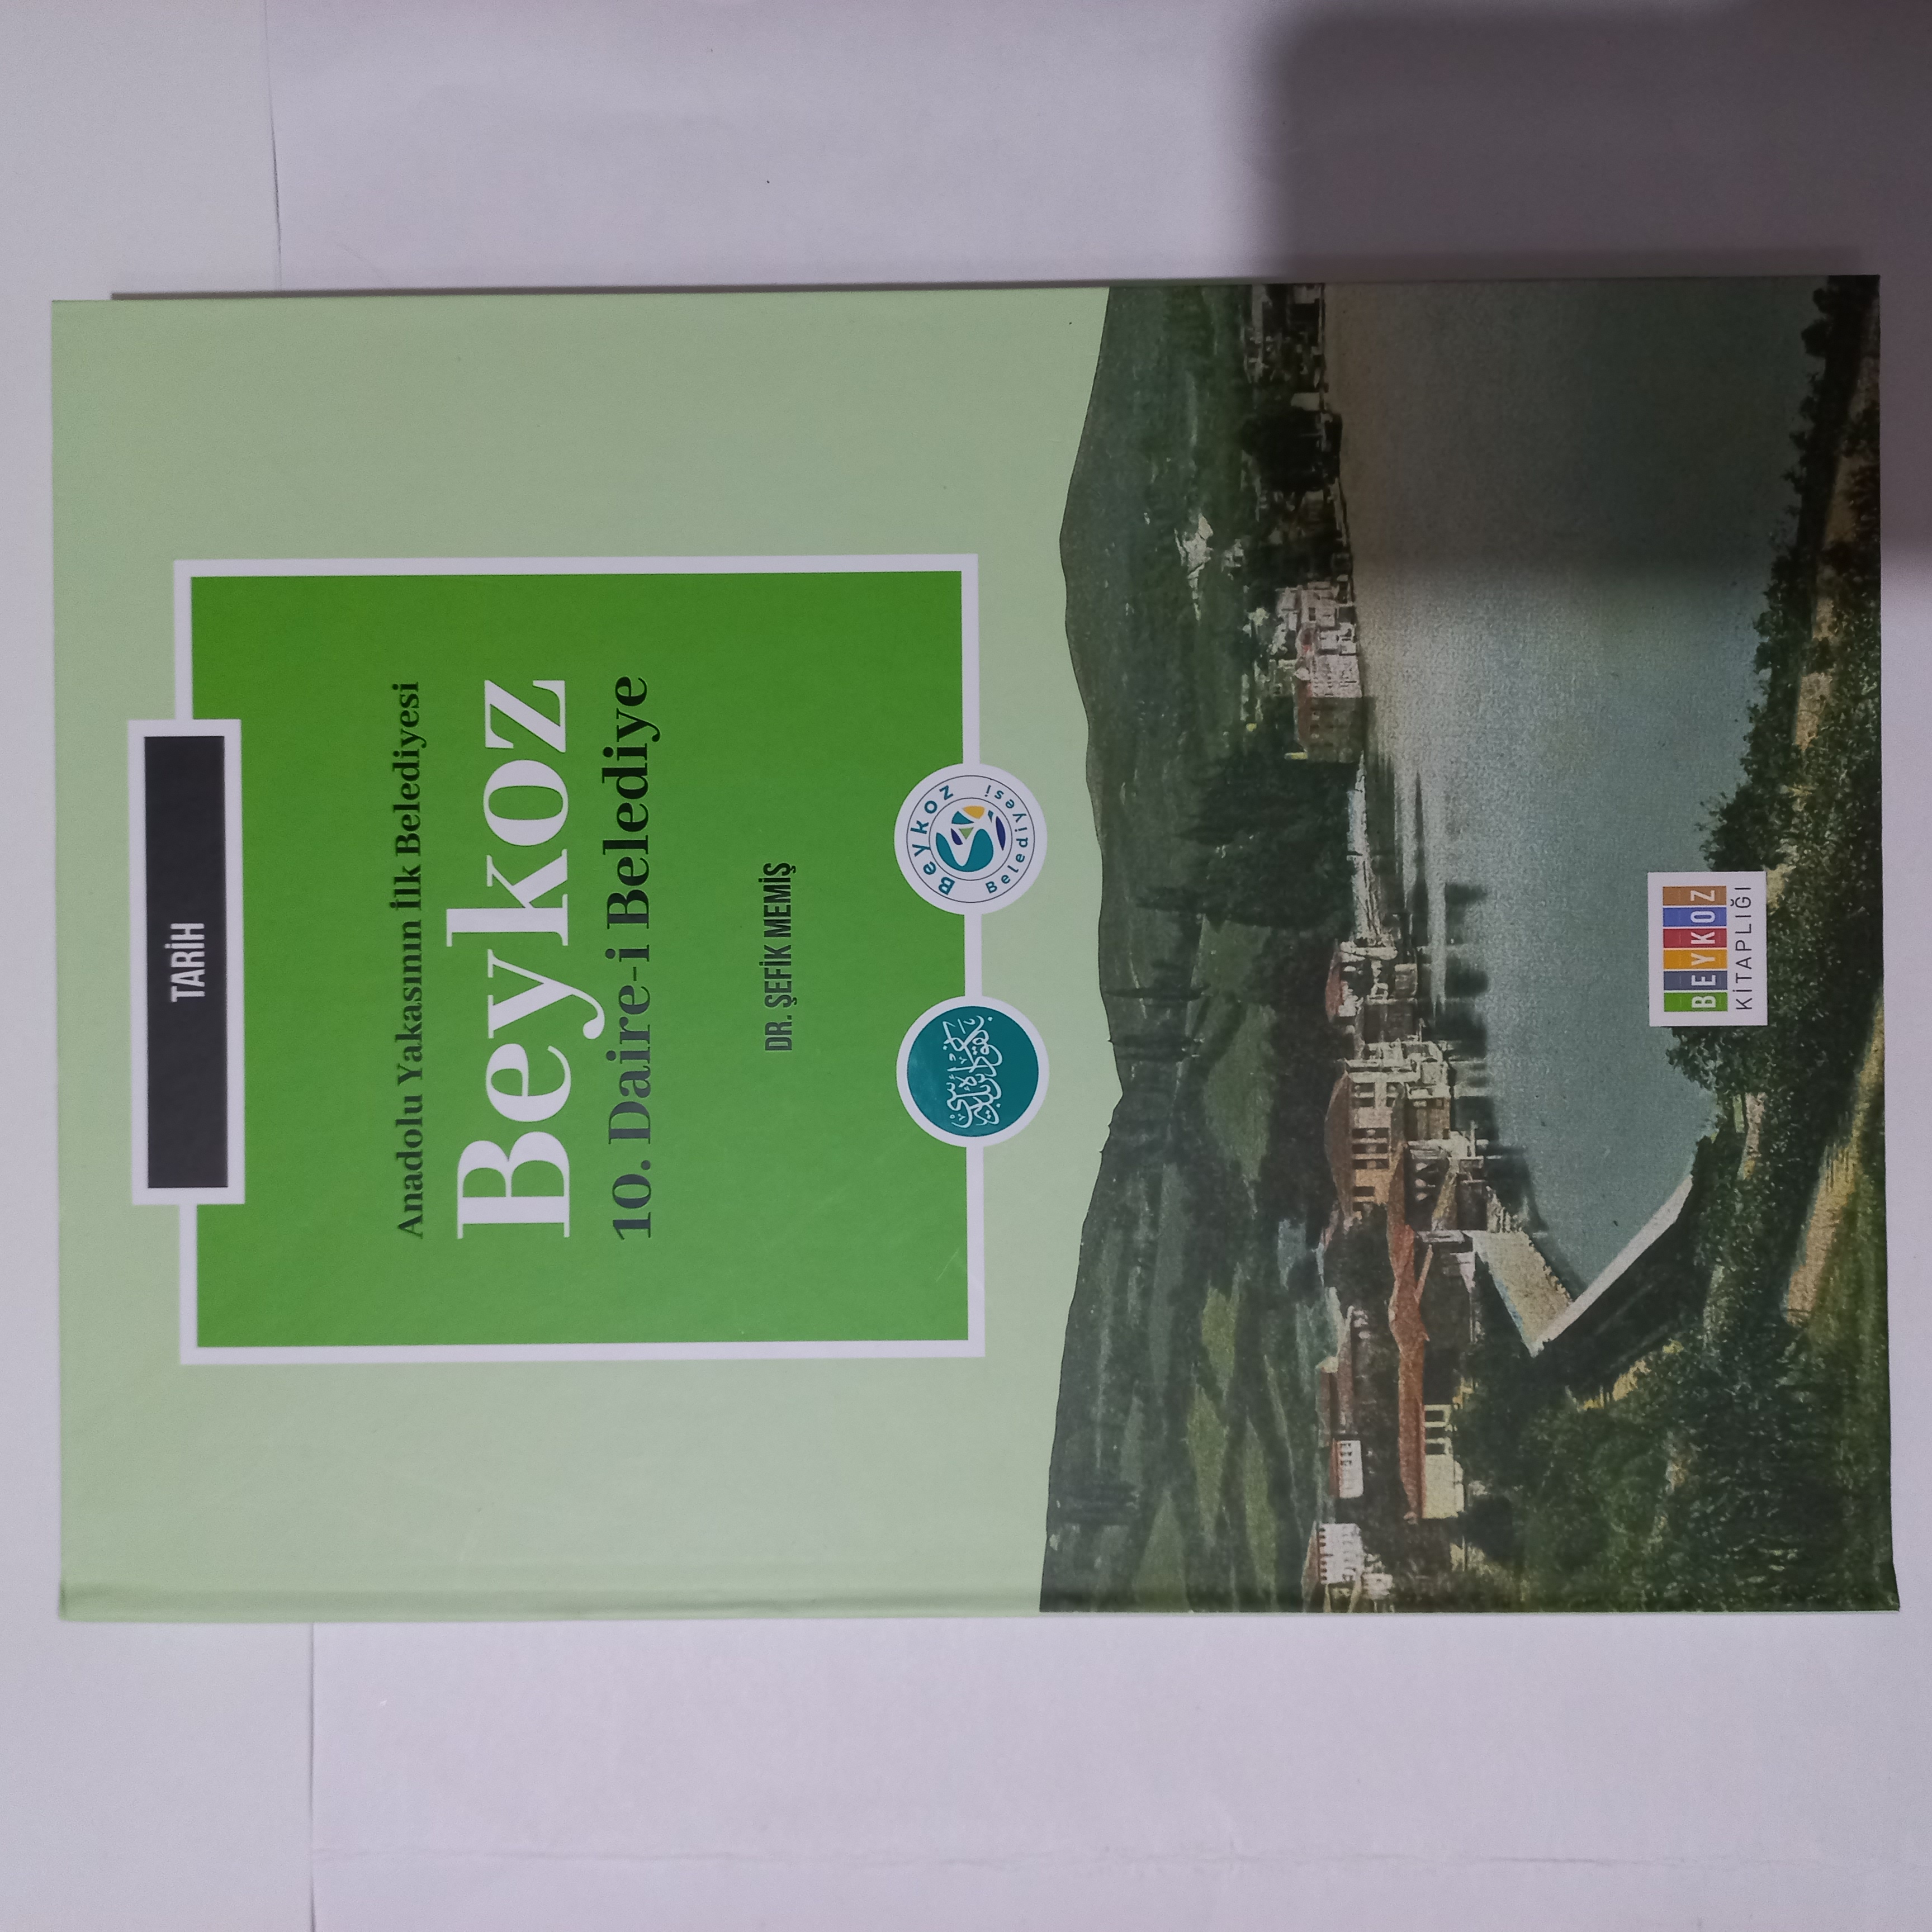 TARİH
Anadolu Yakasının İlk Belediyesi
Beykoz
10. Daire-i Belediye
DR. ŞEFİK MEMİŞ
Beykoz
Belediyesi
BEYKOZ
KİTAPLIĞI